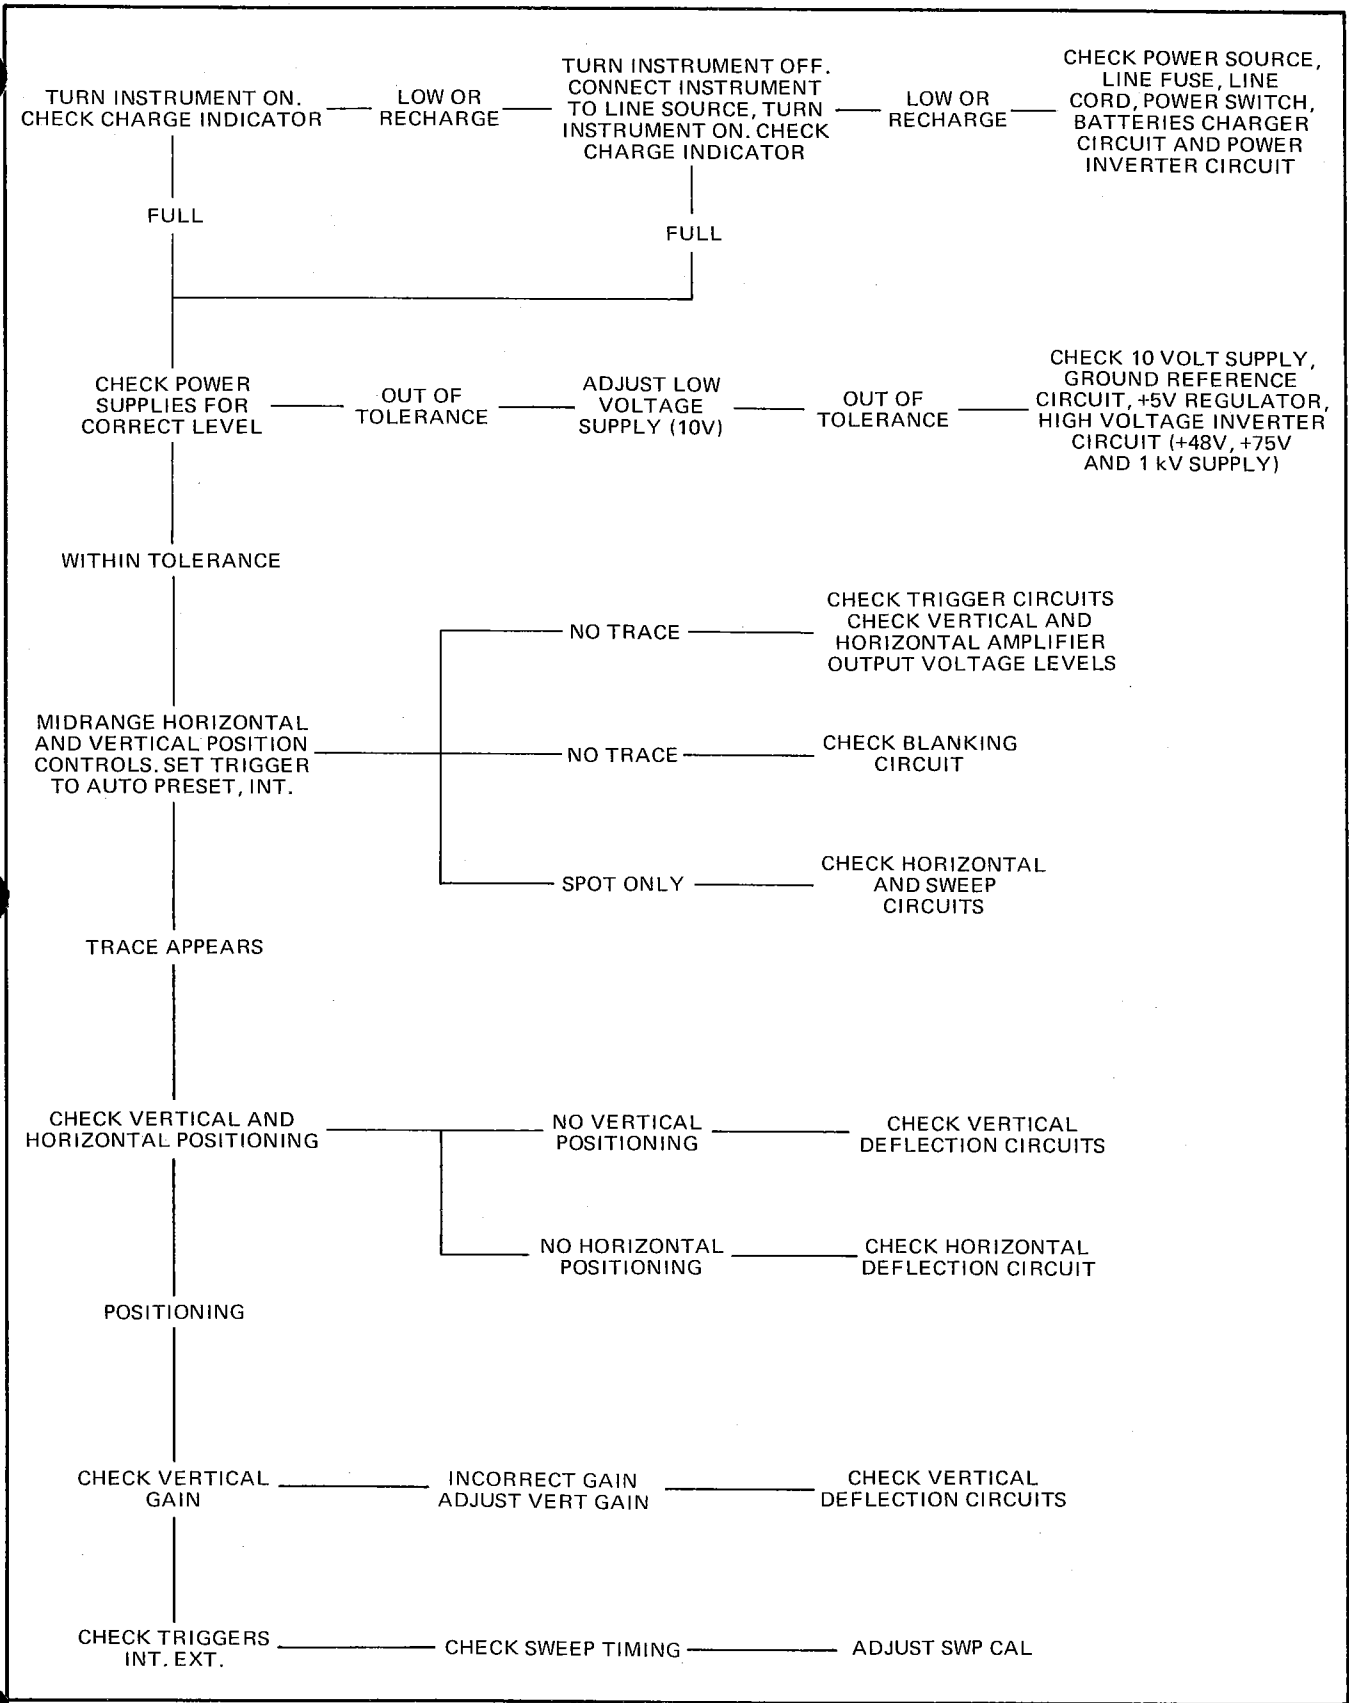 TURN INSTRUMENT ON.
CHECK CHARGE INDICATOR
LOW OR
RECHARGE
TURN INSTRUMENT OFF.
CONNECT INSTRUMENT
TO LINE SOURCE, TURN
INSTRUMENT ON. CHECK
CHARGE INDICATOR
LOW OR
RECHARGE
CHECK POWER SOURCE,
LINE FUSE, LINE
CORD, POWER SWITCH,
BATTERIES CHARGER
CIRCUIT AND POWER
INVERTER CIRCUIT
FULL
FULL
CHECK POWER
SUPPLIES FOR
CORRECT LEVEL
OUT OF
TOLERANCE
ADJUST LOW
VOLTAGE
SUPPLY (10V)
OUT OF
TOLERANCE
CHECK 10 VOLT SUPPLY,
GROUND REFERENCE
CIRCUIT, +5V REGULATOR,
HIGH VOLTAGE INVERTER
CIRCUIT (+48V, +75V
AND 1 kV SUPPLY)
WITHIN TOLERANCE
NO TRACE
CHECK TRIGGER CIRCUITS
CHECK VERTICAL AND
HORIZONTAL AMPLIFIER
OUTPUT VOLTAGE LEVELS
MIDRANGE HORIZONTAL
AND VERTICAL POSITION
CONTROLS. SET TRIGGER
TO AUTO PRESET, INT.
NO TRACE
CHECK BLANKING
CIRCUIT
SPOT ONLY
CHECK HORIZONTAL
AND SWEEP
CIRCUITS
TRACE APPEARS
CHECK VERTICAL AND
HORIZONTAL POSITIONING
NO VERTICAL
POSITIONING
CHECK VERTICAL
DEFLECTION CIRCUITS
NO HORIZONTAL
POSITIONING
CHECK HORIZONTAL
DEFLECTION CIRCUIT
POSITIONING
CHECK VERTICAL
GAIN
INCORRECT GAIN
ADJUST VERT GAIN
CHECK VERTICAL
DEFLECTION CIRCUITS
CHECK TRIGGERS
INT. EXT.
CHECK SWEEP TIMING
ADJUST SWP CAL